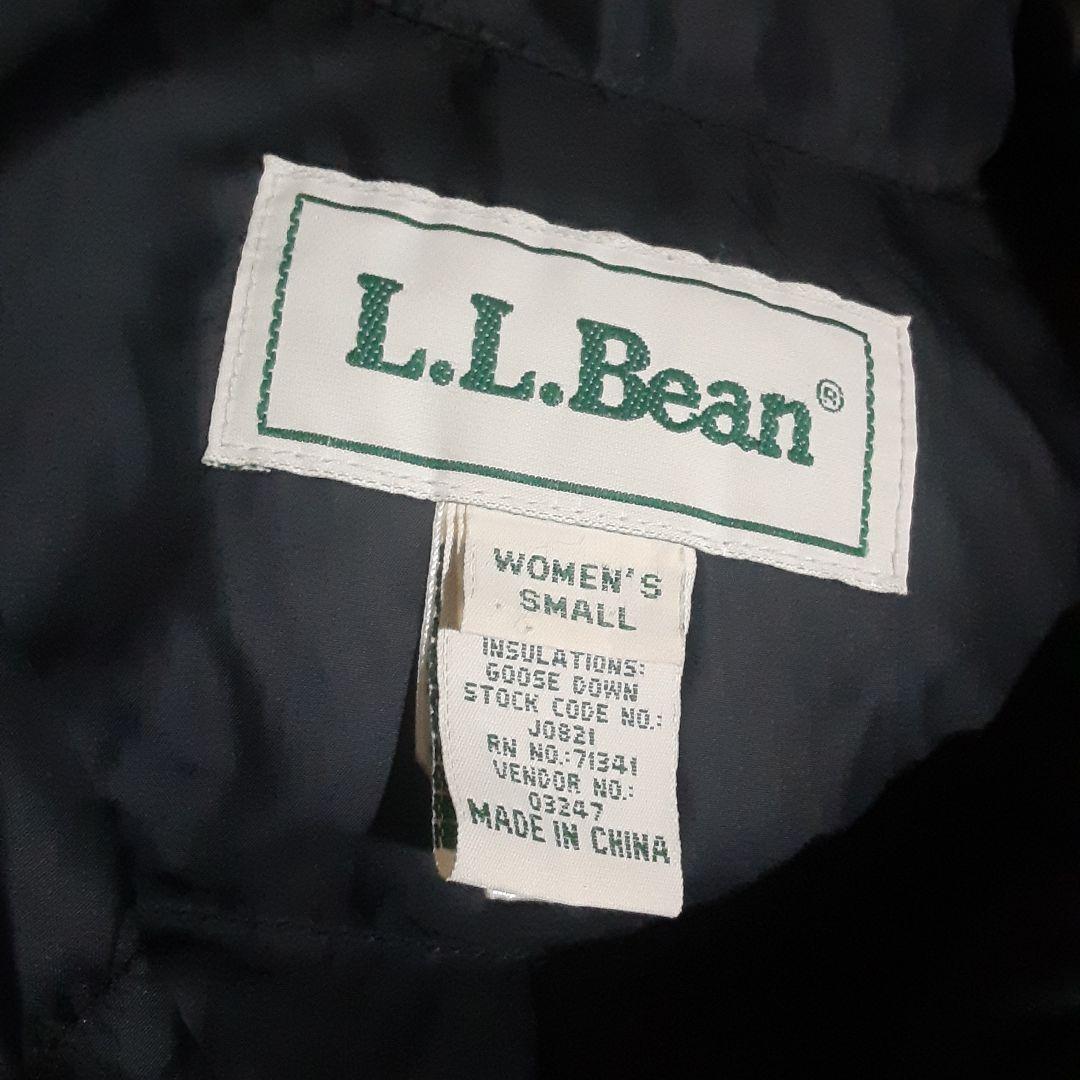 L.L.Bean®
WOMEN'S
SMALL
INSULATIONS:
GOOSE DOWN
STOCK CODE NO.:
J0821
RN NO.:71341
VENDOR NO.:
03247
MADE IN CHINA